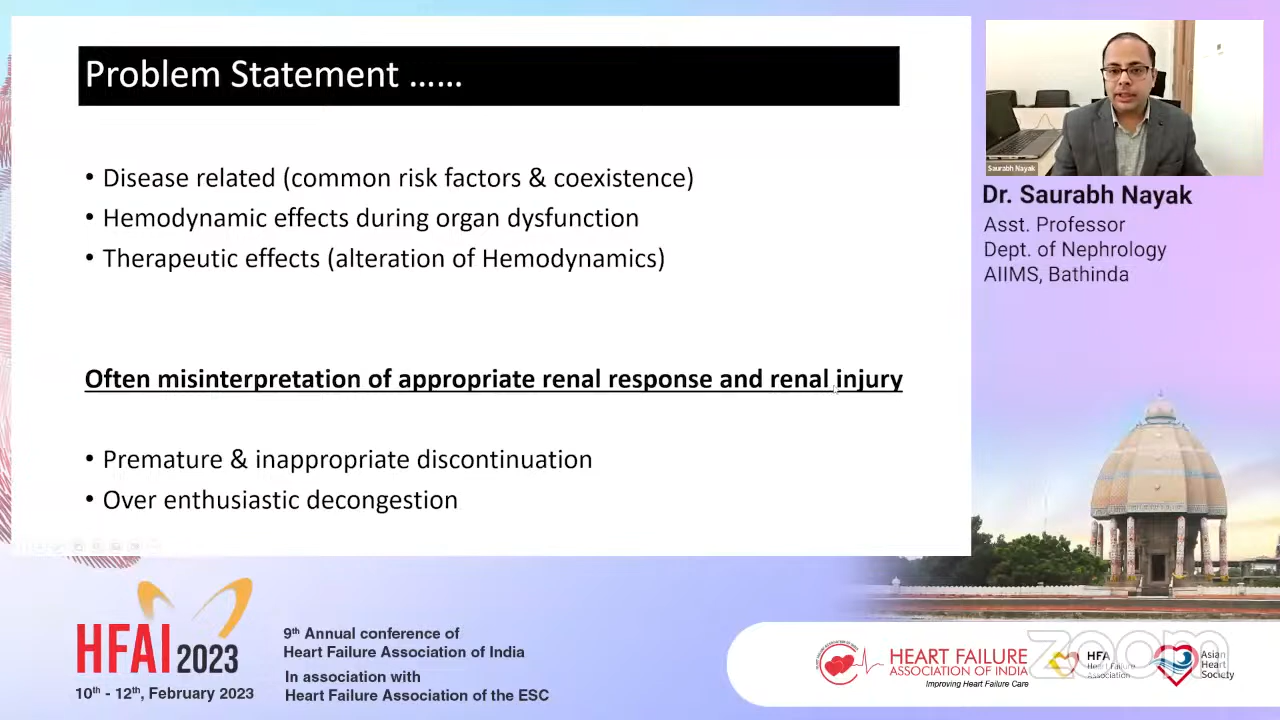 Problem Statement ……
• Disease related (common risk factors & coexistence)
• Hemodynamic effects during organ dysfunction
• Therapeutic effects (alteration of Hemodynamics)
Often misinterpretation of appropriate renal response and renal injury
• Premature & inappropriate discontinuation
• Over enthusiastic decongestion
Saurabh Nayak
Dr. Saurabh Nayak
Asst. Professor
Dept. of Nephrology
AIIMS, Bathinda
HFAI 2023
10th - 12th, February 2023
9th Annual conference of
Heart Failure Association of India
In association with
Heart Failure Association of the ESC
HEART FAILURE
ASSOCIATION OF INDIA
Improving Heart Failure Care
HFA
Heart Failure
Association
zoom
Asian
Heart
Society